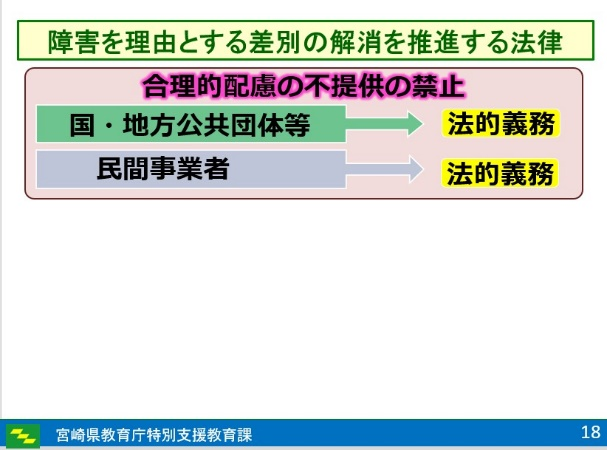 障害を理由とする差別の解消を推進する法律
合理的配慮の不提供の禁止
国・地方公共団体等
法的義務
民間事業者
法的義務
宮崎県教育庁特別支援教育課
18